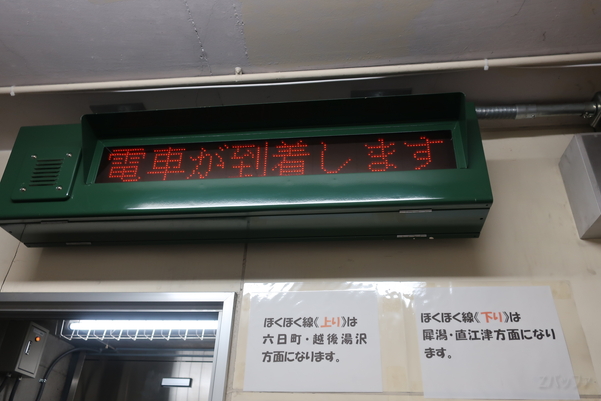 電車が到着します
ほくほく線《上り》は
六日町・越後湯沢
方面になります。
ほくほく線《下り》は
犀潟・直江津方面になり
ます。